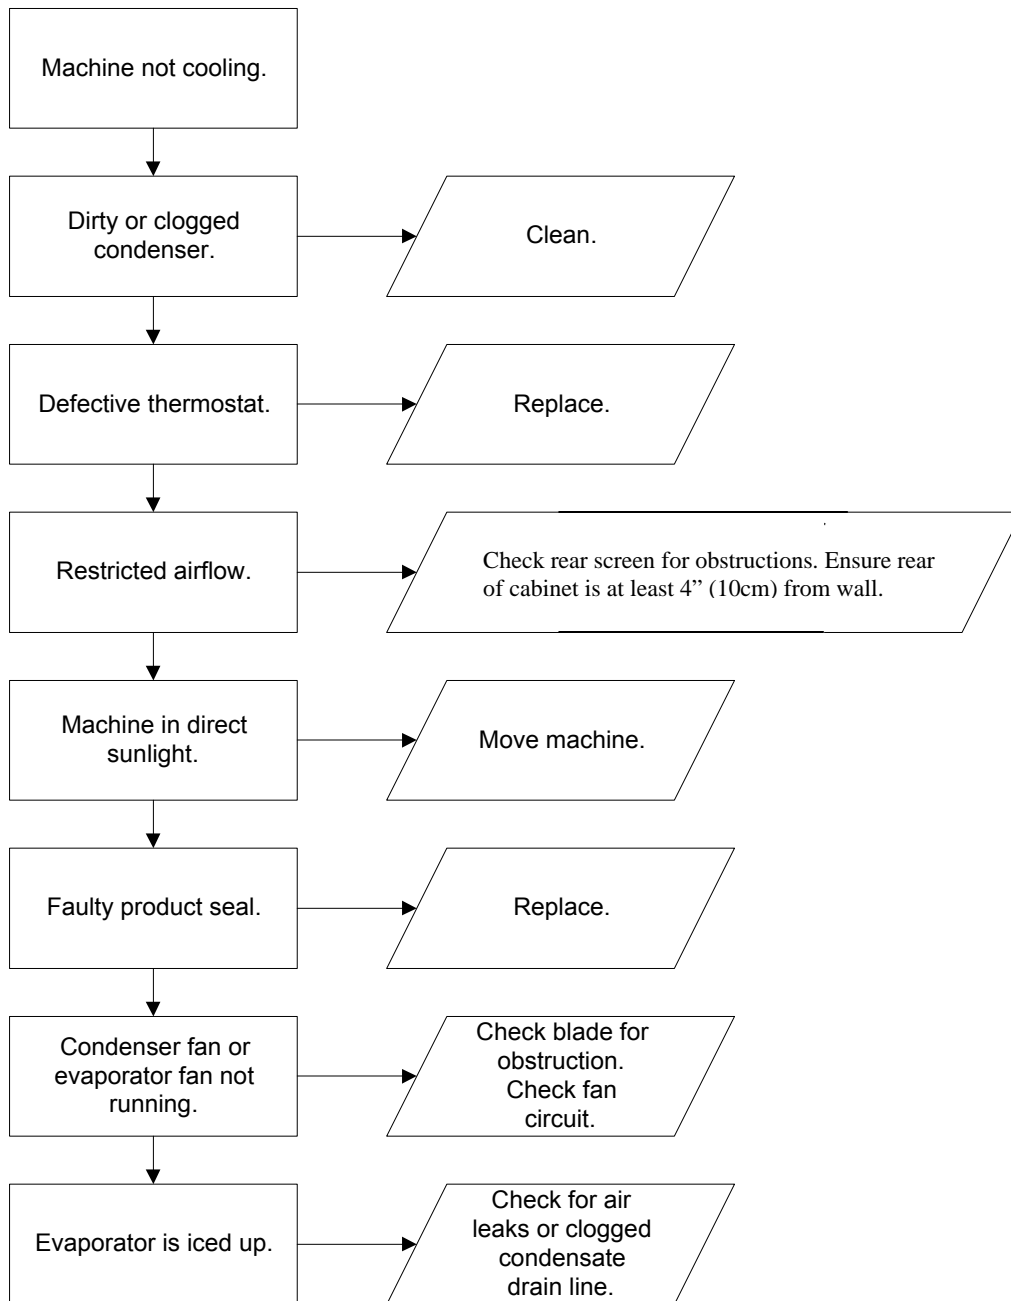 Machine not cooling.
Dirty or clogged
condenser.
Clean.
Defective thermostat.
Replace.
Restricted airflow.
Check rear screen for obstructions. Ensure rear
of cabinet is at least 4” (10cm) from wall.
Machine in direct
sunlight.
Move machine.
Faulty product seal.
Replace.
Condenser fan or
evaporator fan not
running.
Check blade for
obstruction.
Check fan
circuit.
Evaporator is iced up.
Check for air
leaks or clogged
condensate
drain line.